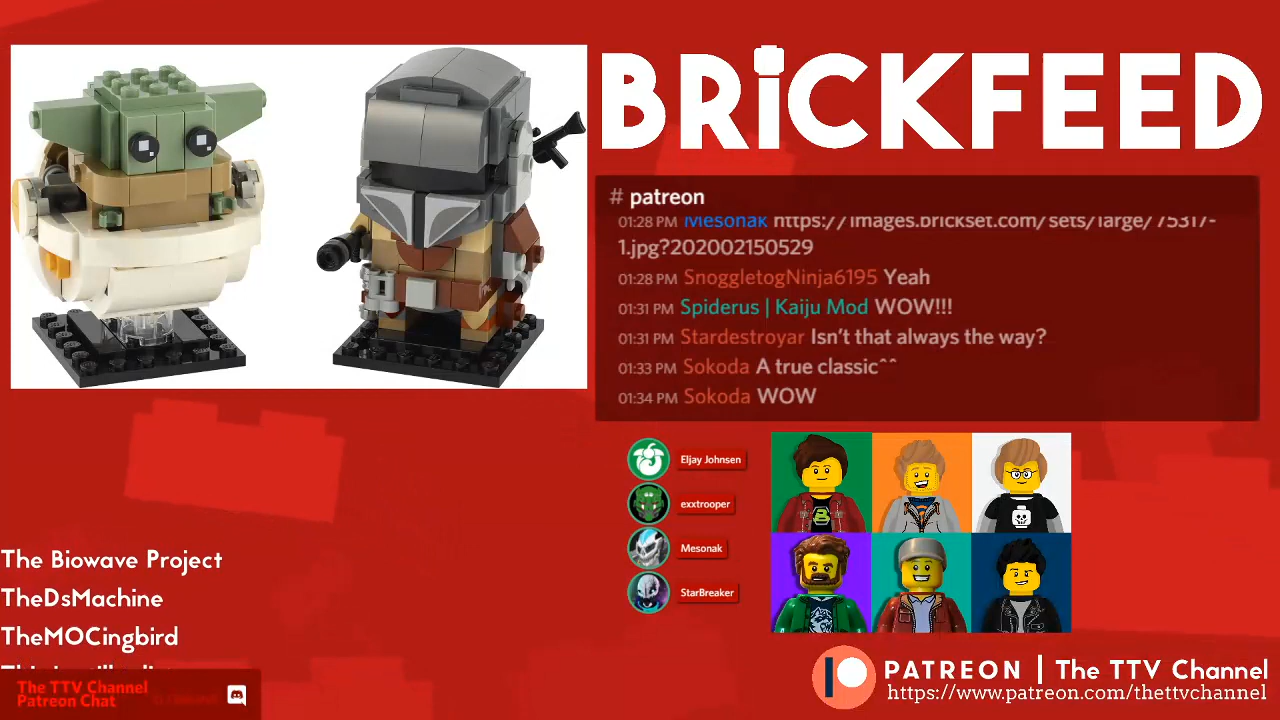 BRiCKFEED
# patreon
01:28 PM Mesonak https://images.brickset.com/sets/large/75317-
1.jpg?202002150529
01:28 PM SnoggletogNinja6195 Yeah
01:31 PM Spiderus | Kaiju Mod WOW!!!
01:31 PM Stardestroyar Isn't that always the way?
01:33 PM Sokoda A true classic^^
01:34 PM Sokoda WOW
Eljay Johnsen
exxtrooper
Mesonak
StarBreaker
The Biowave Project
TheDsMachine
TheMOCingbird
The TTV Channel
Patreon Chat
PATREON | The TTV Channel
https://www.patreon.com/thettvchannel